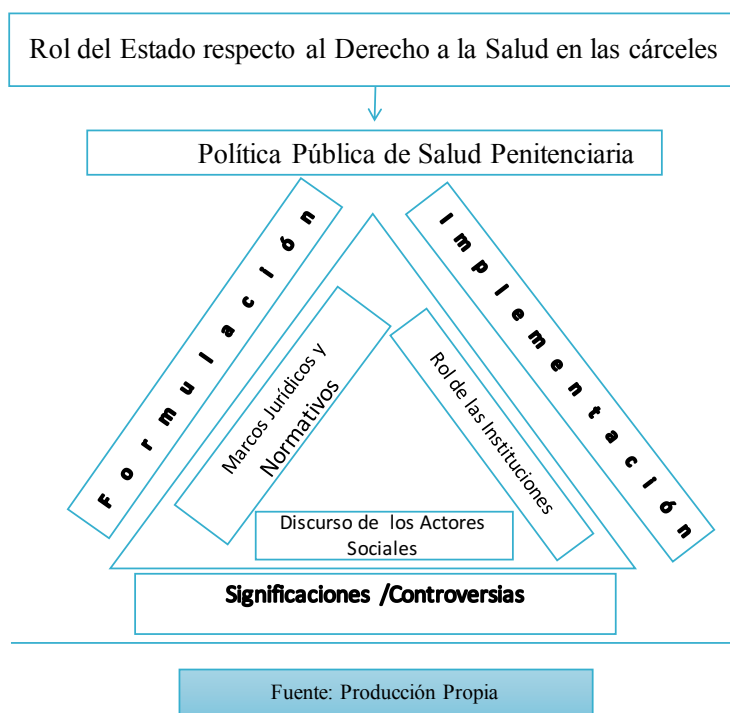 Rol del Estado respecto al Derecho a la Salud en las cárceles
Política Pública de Salud Penitenciaria
Formulación
Implementación
Marcos Jurídicos y
Normativos
Rol de las Instituciones
Discurso de los Actores
Sociales
Significaciones /Controversias
Fuente: Producción Propia